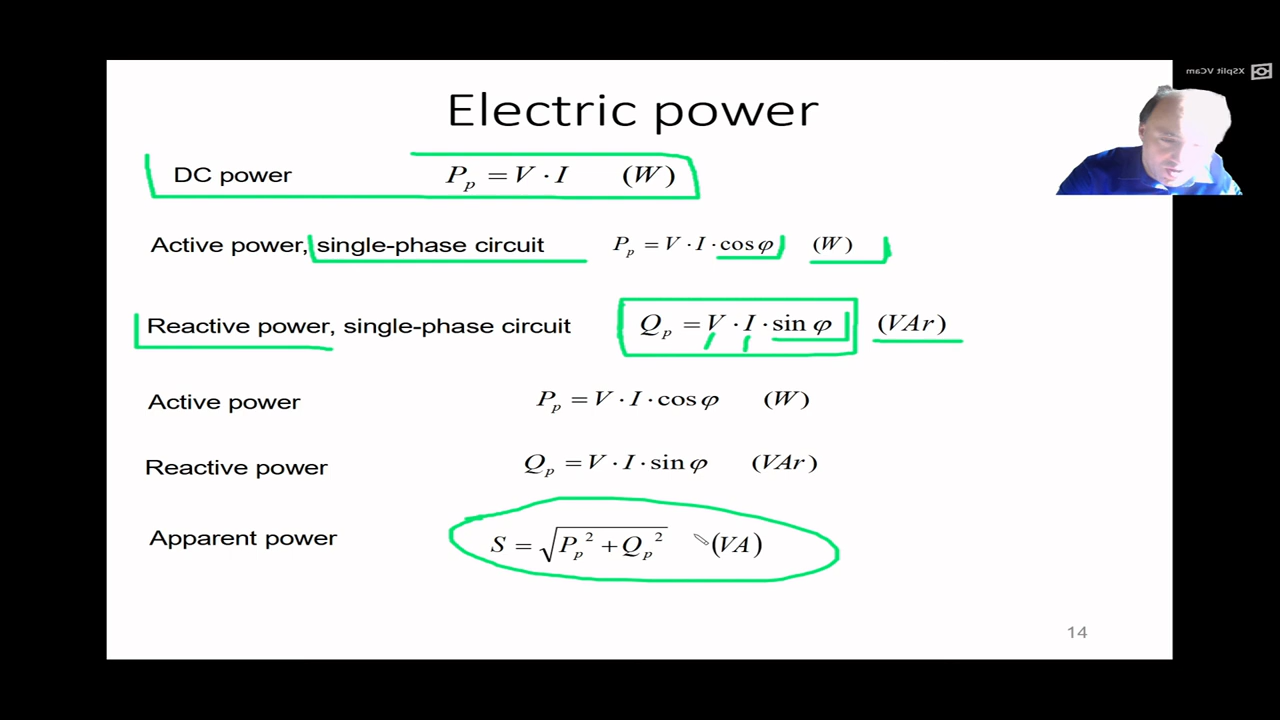 XSplit VCam
Electric power
DC power P_p = V · I (W)
Active power, single-phase circuit P_p = V · I · cos φ (W)
Reactive power, single-phase circuit Q_p = V · I · sin φ (VAr)
Active power P_p = V · I · cos φ (W)
Reactive power Q_p = V · I · sin φ (VAr)
Apparent power S = √(P_p² + Q_p²) (VA)
14